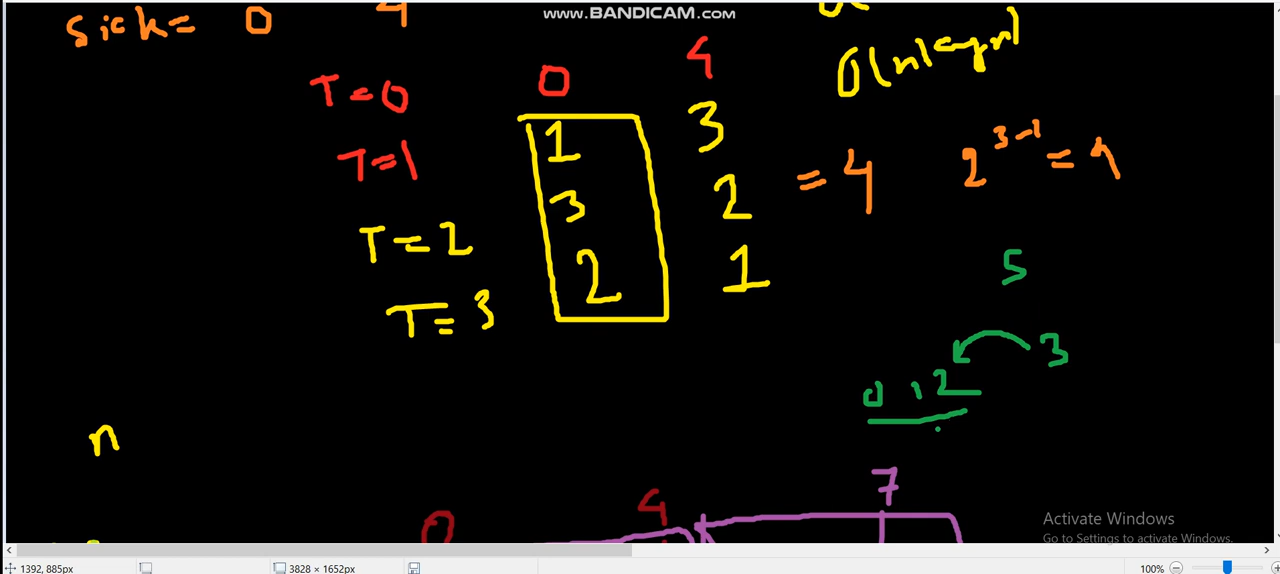 www.BANDICAM.com
sick= 0 4
T=0 0 4
O(nlogn)
T=1 1 3
= 4 2^3-1 = 4
T=2 3 2
T=3 2 1
5
3
0 1 2
n
7
0 4
Activate Windows
Go to Settings to activate Windows.
1392, 885px 3828 × 1652px 100%